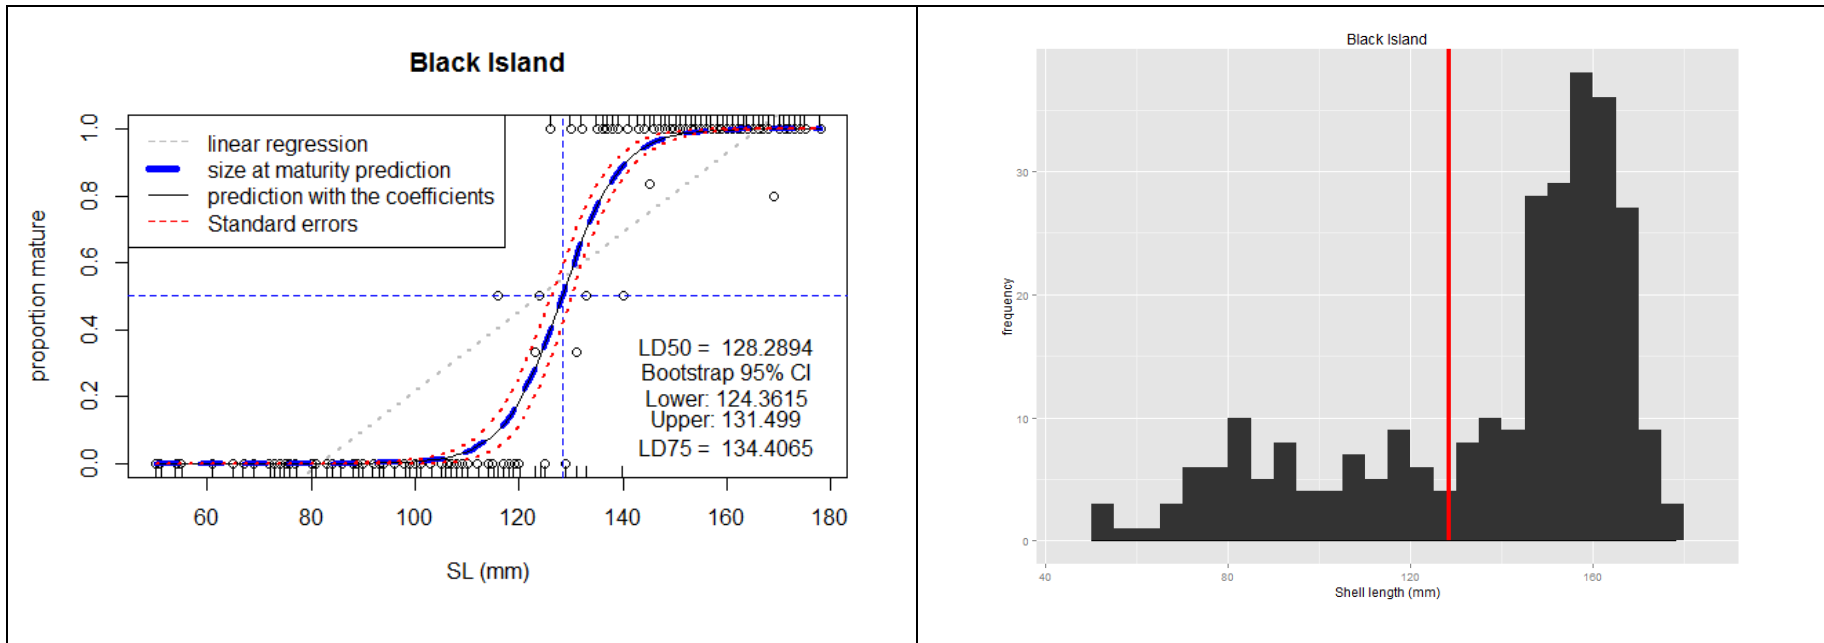 Black Island
linear regression
size at maturity prediction
prediction with the coefficients
Standard errors
proportion mature
0.0
0.2
0.4
0.6
0.8
1.0
LD50 = 128.2894
Bootstrap 95% CI
Lower: 124.3615
Upper: 131.499
LD75 = 134.4065
60 80 100 120 140 160 180
SL (mm)
Black Island
frequency
30
20
10
0
40 80 120 160
Shell length (mm)